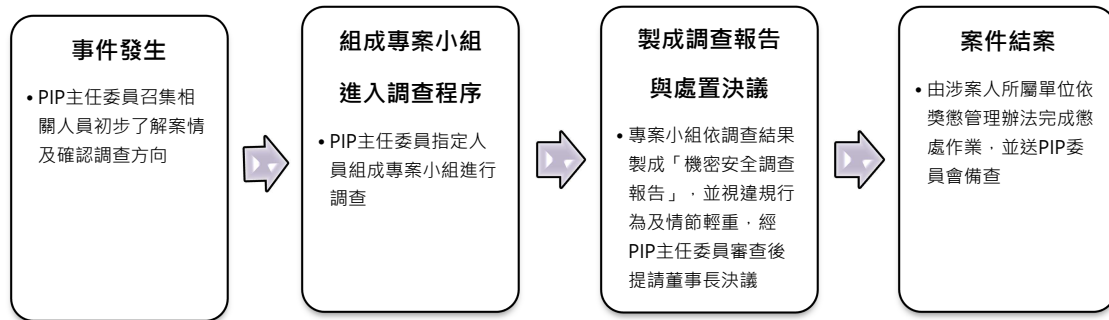 事件發生
• PIP主任委員召集相
關人員初步了解案情
及確認調查方向
組成專案小組
進入調查程序
• PIP主任委員指定人
員組成專案小組進行
調查
製成調查報告
與處置決議
• 專案小組依調查結果
製成「機密安全調查
報告」，並視違規行
為及情節輕重，經
PIP主任委員審查後
提請董事長決議
案件結案
• 由涉案人所屬單位依
獎懲管理辦法完成懲
處作業，並送PIP委
員會備查